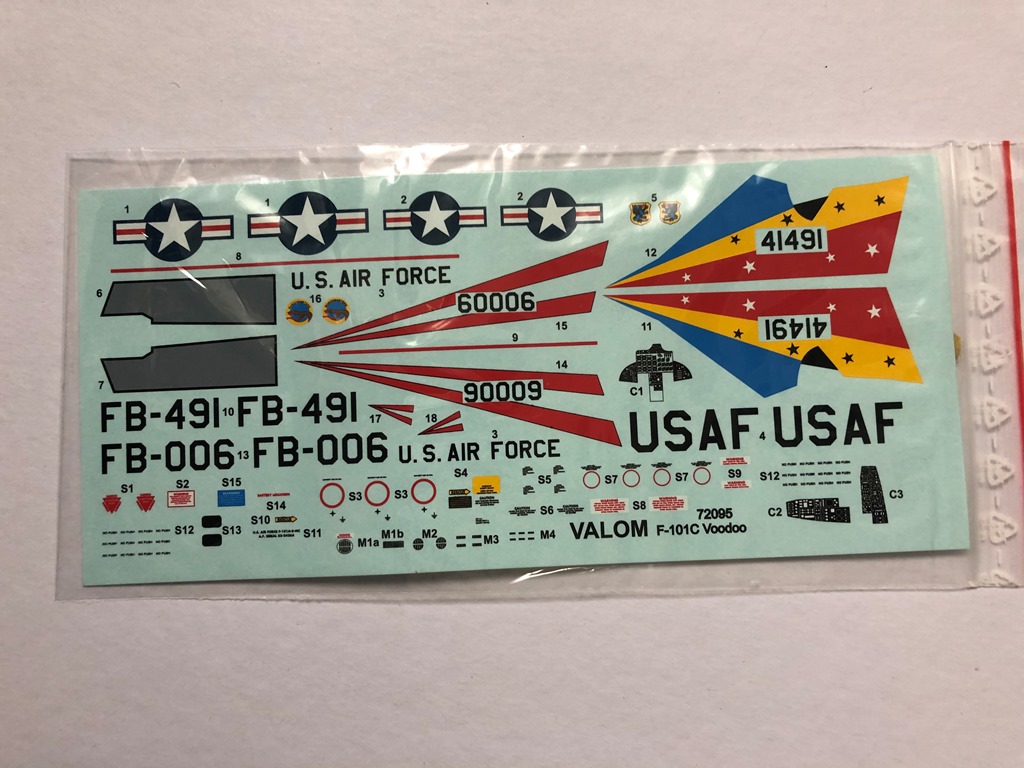 1
1
2
2
5
8
12
41491
6
U.S. AIR FORCE
16
3
60006
15
9
11
41491
7
14
90009
C1
FB-491 10 FB-491
17
18
3
USAF 4 USAF
FB-006 13 FB-006
U.S. AIR FORCE
S1
S2
S15
S14
S3
S3
S4
S5
S7
S7
S9
S12
C3
S12
S13
S10
S11
S6
S8
72095
C2
M1a
M1b
M2
M3
M4
VALOM
F-101C Voodoo